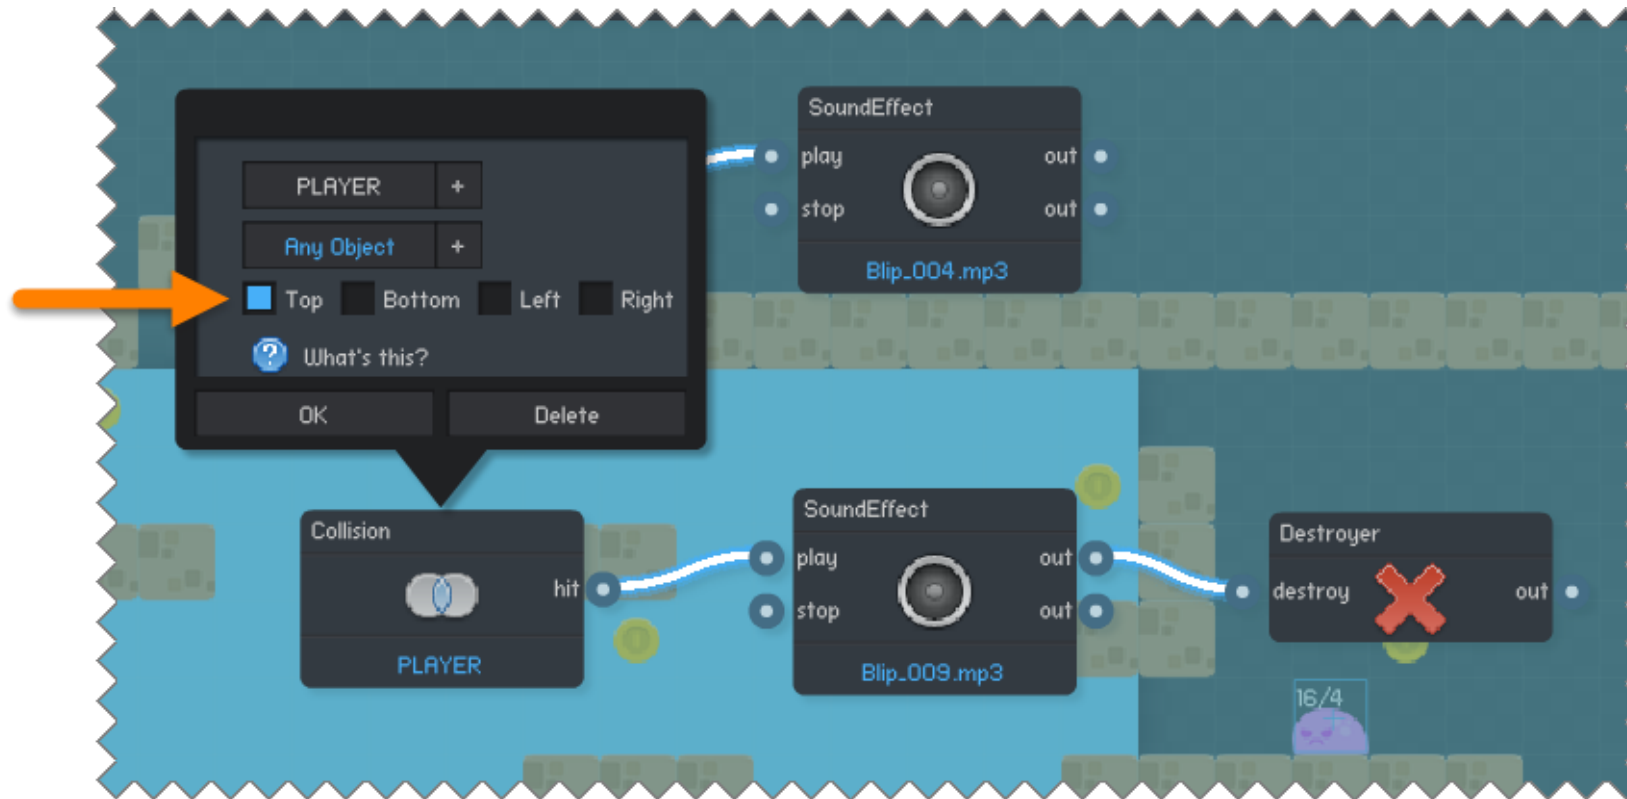 SoundEffect
play
out
stop
out
Blip_004.mp3
PLAYER +
Any Object +
Top Bottom Left Right
What's this?
OK
Delete
Collision
hit
PLAYER
SoundEffect
play
out
stop
out
Blip_009.mp3
Destroyer
destroy
out
16/4